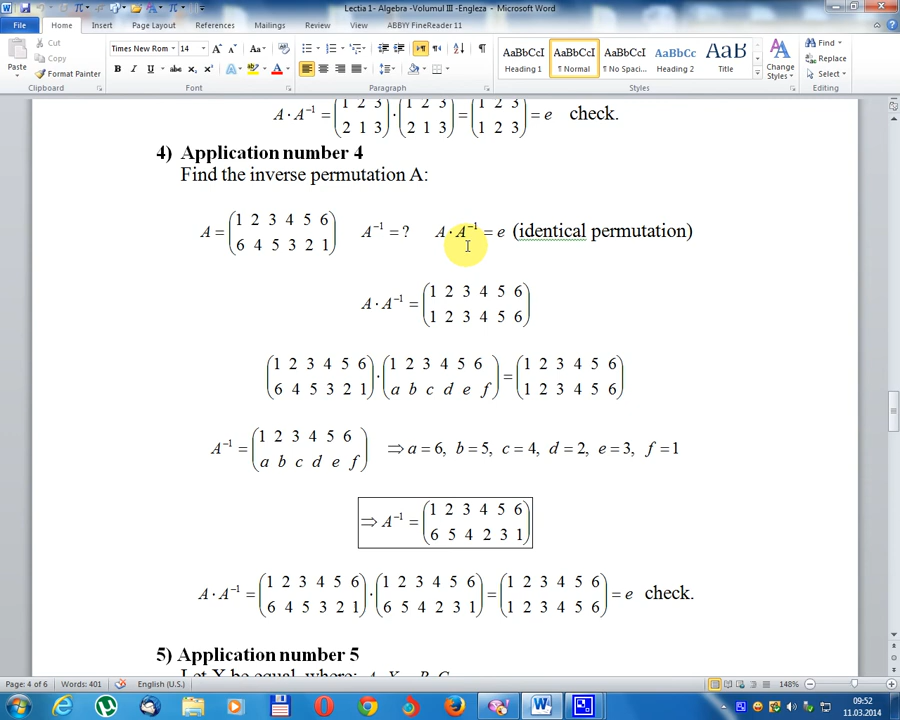 Lectia 1- Algebra -Volumul III -Engleza - Microsoft Word
File Home Insert Page Layout References Mailings Review View ABBYY FineReader 11
Paste Cut Copy Format Painter Clipboard
Times New Rom 14 Aa Font
B I U abc x₂ x² A Paragraph
AaBbCcI AaBbCcI AaBbCcI AaBbCc AaB
Heading 1 ¶ Normal ¶ No Spaci... Heading 2 Title
Change Styles Styles
Find Replace Select Editing
A · A⁻¹ = (1 2 3 / 2 1 3) · (1 2 3 / 2 1 3) = (1 2 3 / 1 2 3) = e check.
4) Application number 4
Find the inverse permutation A:
A = (1 2 3 4 5 6 / 6 4 5 3 2 1) A⁻¹ = ? A · A⁻¹ = e (identical permutation)
A · A⁻¹ = (1 2 3 4 5 6 / 1 2 3 4 5 6)
(1 2 3 4 5 6 / 6 4 5 3 2 1) · (1 2 3 4 5 6 / a b c d e f) = (1 2 3 4 5 6 / 1 2 3 4 5 6)
A⁻¹ = (1 2 3 4 5 6 / a b c d e f) ⇒ a = 6, b = 5, c = 4, d = 2, e = 3, f = 1
⇒ A⁻¹ = (1 2 3 4 5 6 / 6 5 4 2 3 1)
A · A⁻¹ = (1 2 3 4 5 6 / 6 4 5 3 2 1) · (1 2 3 4 5 6 / 6 5 4 2 3 1) = (1 2 3 4 5 6 / 1 2 3 4 5 6) = e check.
5) Application number 5
Let X be equal, where: A · X = B · C
Page: 4 of 6 Words: 401 English (U.S.) 148%
09:52
11.03.2014